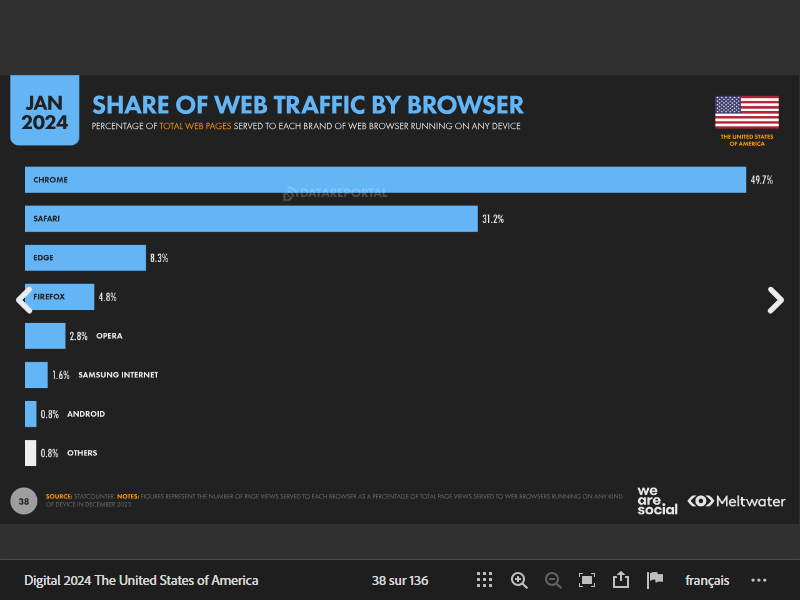 JAN
2024
SHARE OF WEB TRAFFIC BY BROWSER
PERCENTAGE OF TOTAL WEB PAGES SERVED TO EACH BRAND OF WEB BROWSER RUNNING ON ANY DEVICE
THE UNITED STATES
OF AMERICA
CHROME 49.7%
DATAREPORTAL
SAFARI 31.2%
EDGE 8.3%
FIREFOX 4.8%
2.8% OPERA
1.6% SAMSUNG INTERNET
0.8% ANDROID
0.8% OTHERS
38
SOURCE: STATCOUNTER. NOTES: FIGURES REPRESENT THE NUMBER OF PAGE VIEWS SERVED TO EACH BROWSER AS A PERCENTAGE OF TOTAL PAGE VIEWS SERVED TO WEB BROWSERS RUNNING ON ANY KIND
OF DEVICE IN DECEMBER 2023.
we
are
social
Meltwater
Digital 2024 The United States of America 38 sur 136 français